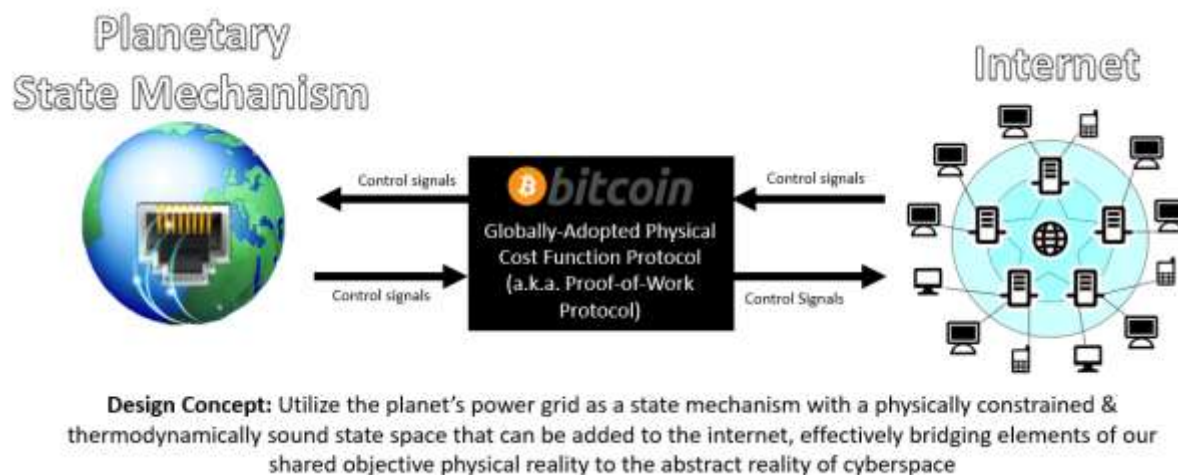 Planetary
State Mechanism
Internet
Control signals
Control signals
bitcoin
Globally-Adopted Physical
Cost Function Protocol
(a.k.a. Proof-of-Work
Protocol)
Control signals
Control Signals
Design Concept: Utilize the planet's power grid as a state mechanism with a physically constrained &
thermodynamically sound state space that can be added to the internet, effectively bridging elements of our
shared objective physical reality to the abstract reality of cyberspace